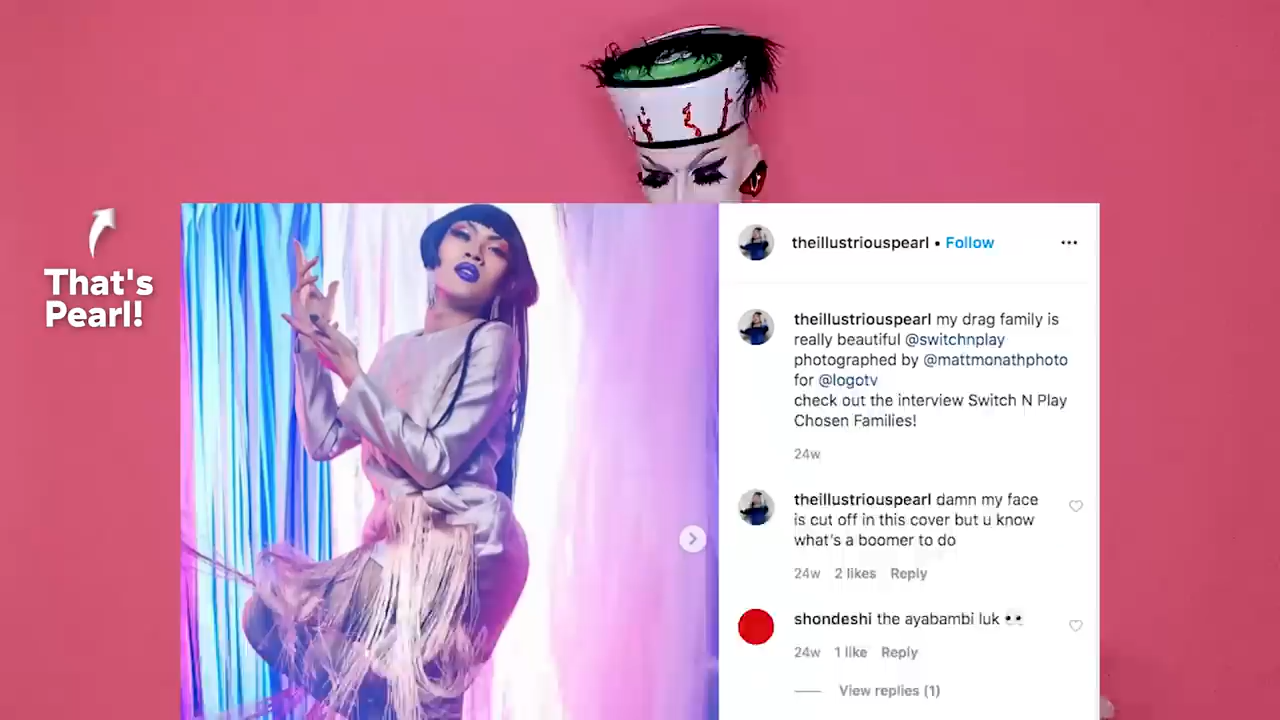 That's
Pearl!
theillustriouspearl • Follow
theillustriouspearl my drag family is
really beautiful @switchnplay
photographed by @mattmonathphoto
for @logotv
check out the interview Switch N Play
Chosen Families!
24w
theillustriouspearl damn my face
is cut off in this cover but u know
what's a boomer to do
24w 2 likes Reply
shondeshi the ayabambi luk 👀
24w 1 like Reply
View replies (1)